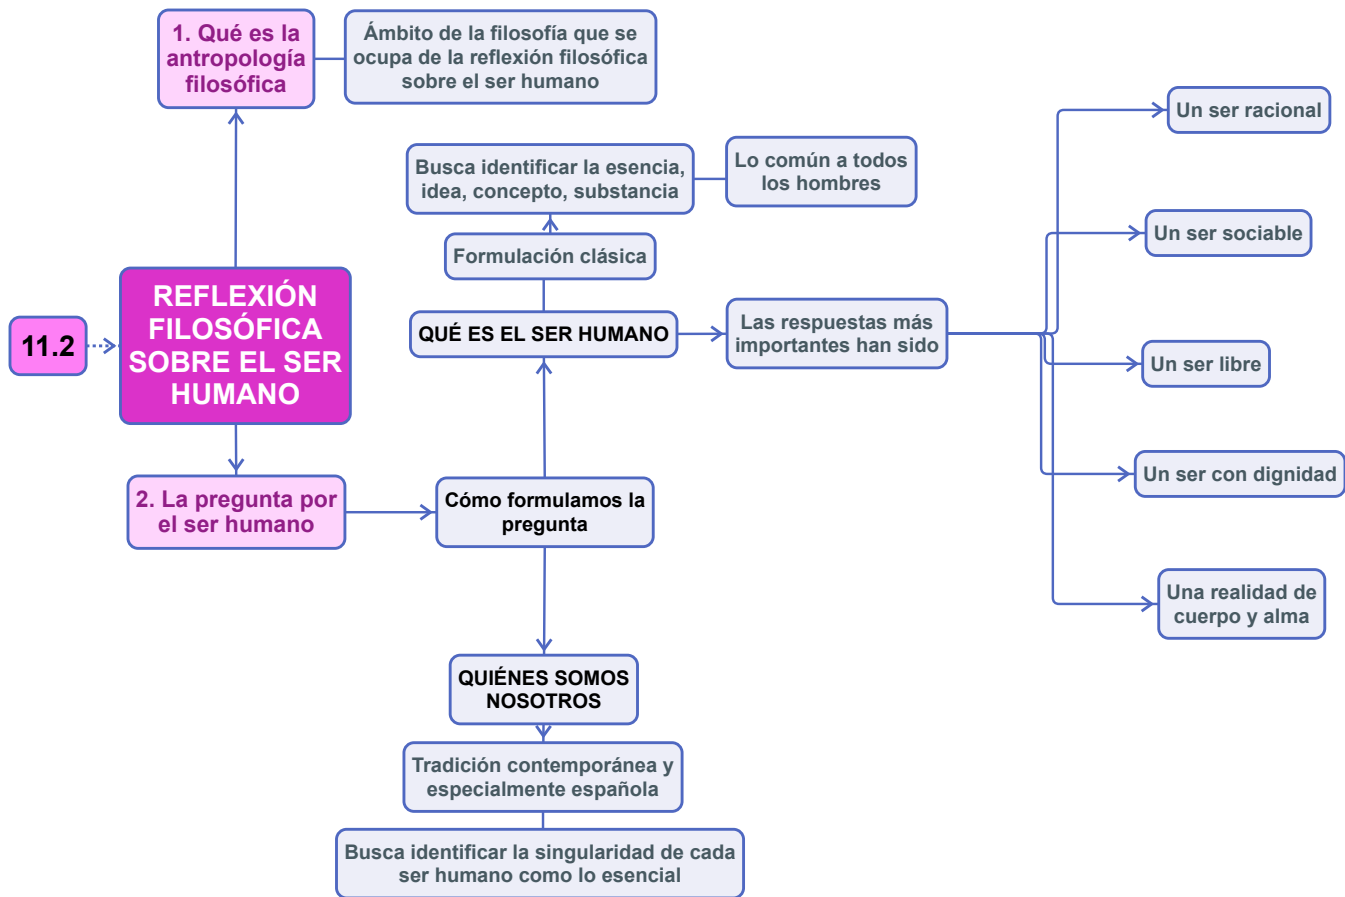 1. Qué es la
antropología
filosófica
Ámbito de la filosofía que se
ocupa de la reflexión filosófica
sobre el ser humano
11.2
REFLEXIÓN
FILOSÓFICA
SOBRE EL SER
HUMANO
2. La pregunta por
el ser humano
Cómo formulamos la
pregunta
QUÉ ES EL SER HUMANO
Formulación clásica
Busca identificar la esencia,
idea, concepto, substancia
Lo común a todos
los hombres
Las respuestas más
importantes han sido
Un ser racional
Un ser sociable
Un ser libre
Un ser con dignidad
Una realidad de
cuerpo y alma
QUIÉNES SOMOS
NOSOTROS
Tradición contemporánea y
especialmente española
Busca identificar la singularidad de cada
ser humano como lo esencial